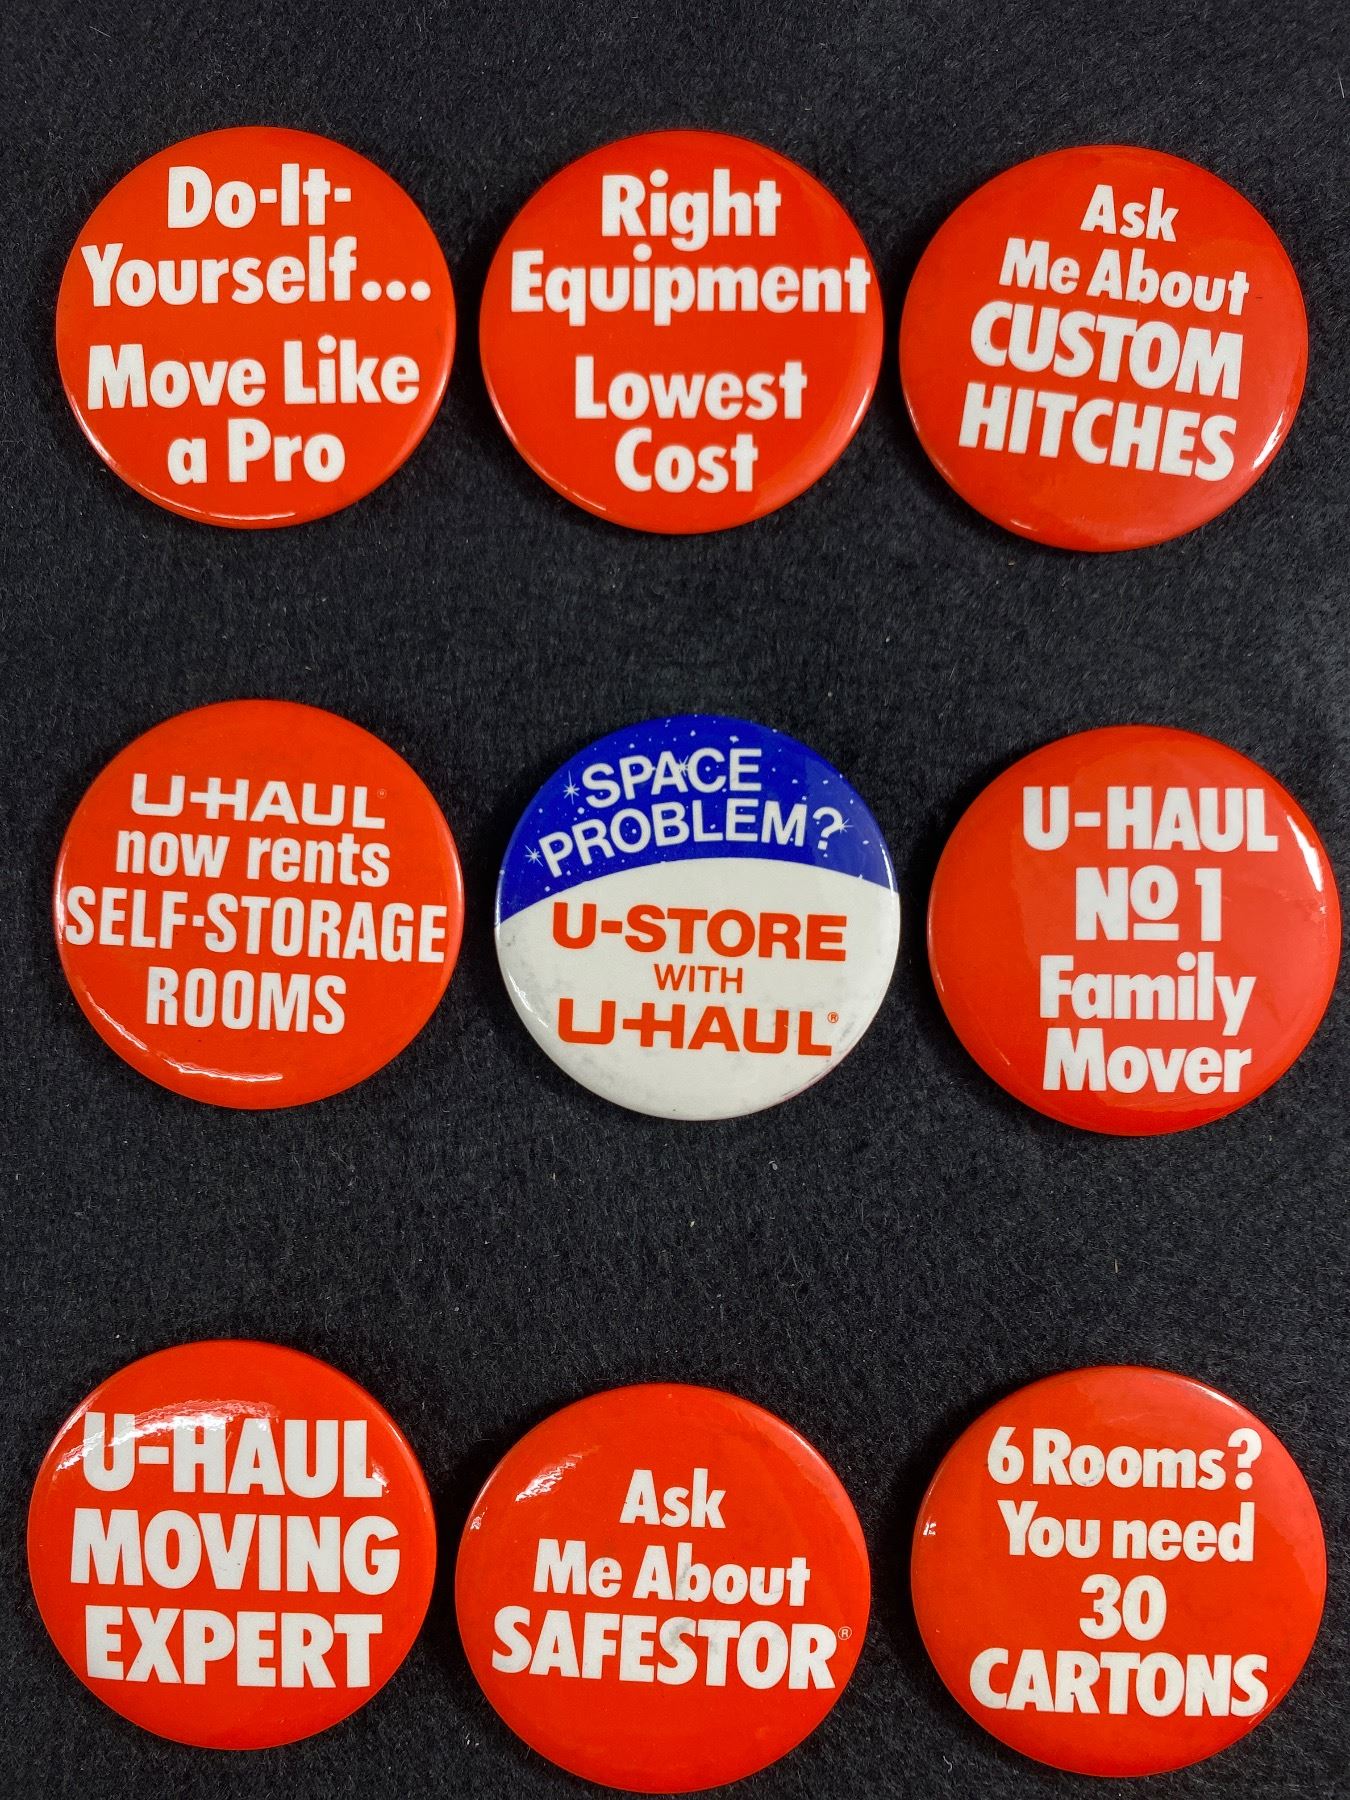 Do-It-
Yourself...
Move Like
a Pro
Right
Equipment
Lowest
Cost
Ask
Me About
CUSTOM
HITCHES
U-HAUL®
now rents
SELF-STORAGE
ROOMS
SPACE
PROBLEM?
U-STORE
WITH
U-HAUL®
U-HAUL
Nº 1
Family
Mover
U-HAUL
MOVING
EXPERT
Ask
Me About
SAFESTOR®
6 Rooms?
You need
30
CARTONS